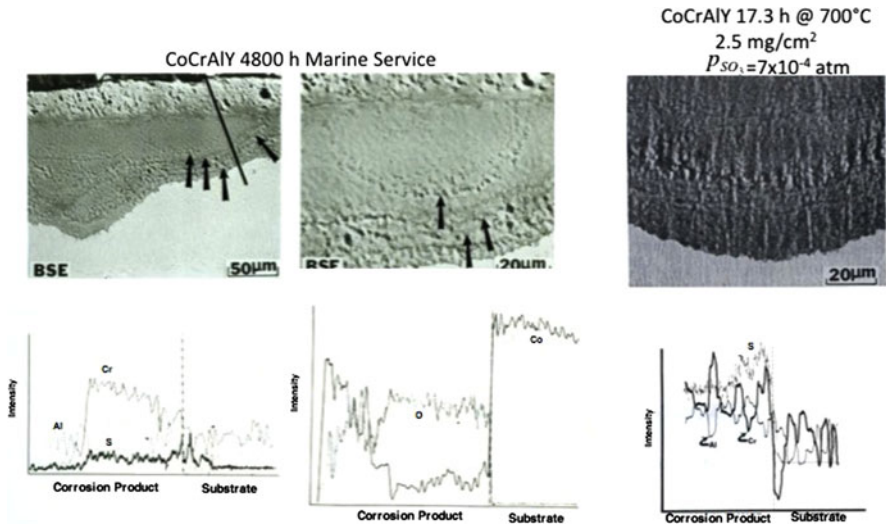 CoCrAlY 4800 h Marine Service
CoCrAlY 17.3 h @ 700°C
2.5 mg/cm²
pSO₃=7x10⁻⁴ atm
BSE
50µm
BSE
20µm
20µm
Intensity
Al
Cr
S
Corrosion Product
Substrate
Intensity
O
Co
Corrosion Product
Substrate
Intensity
S
Al
Cr
Corrosion Product
Substrate